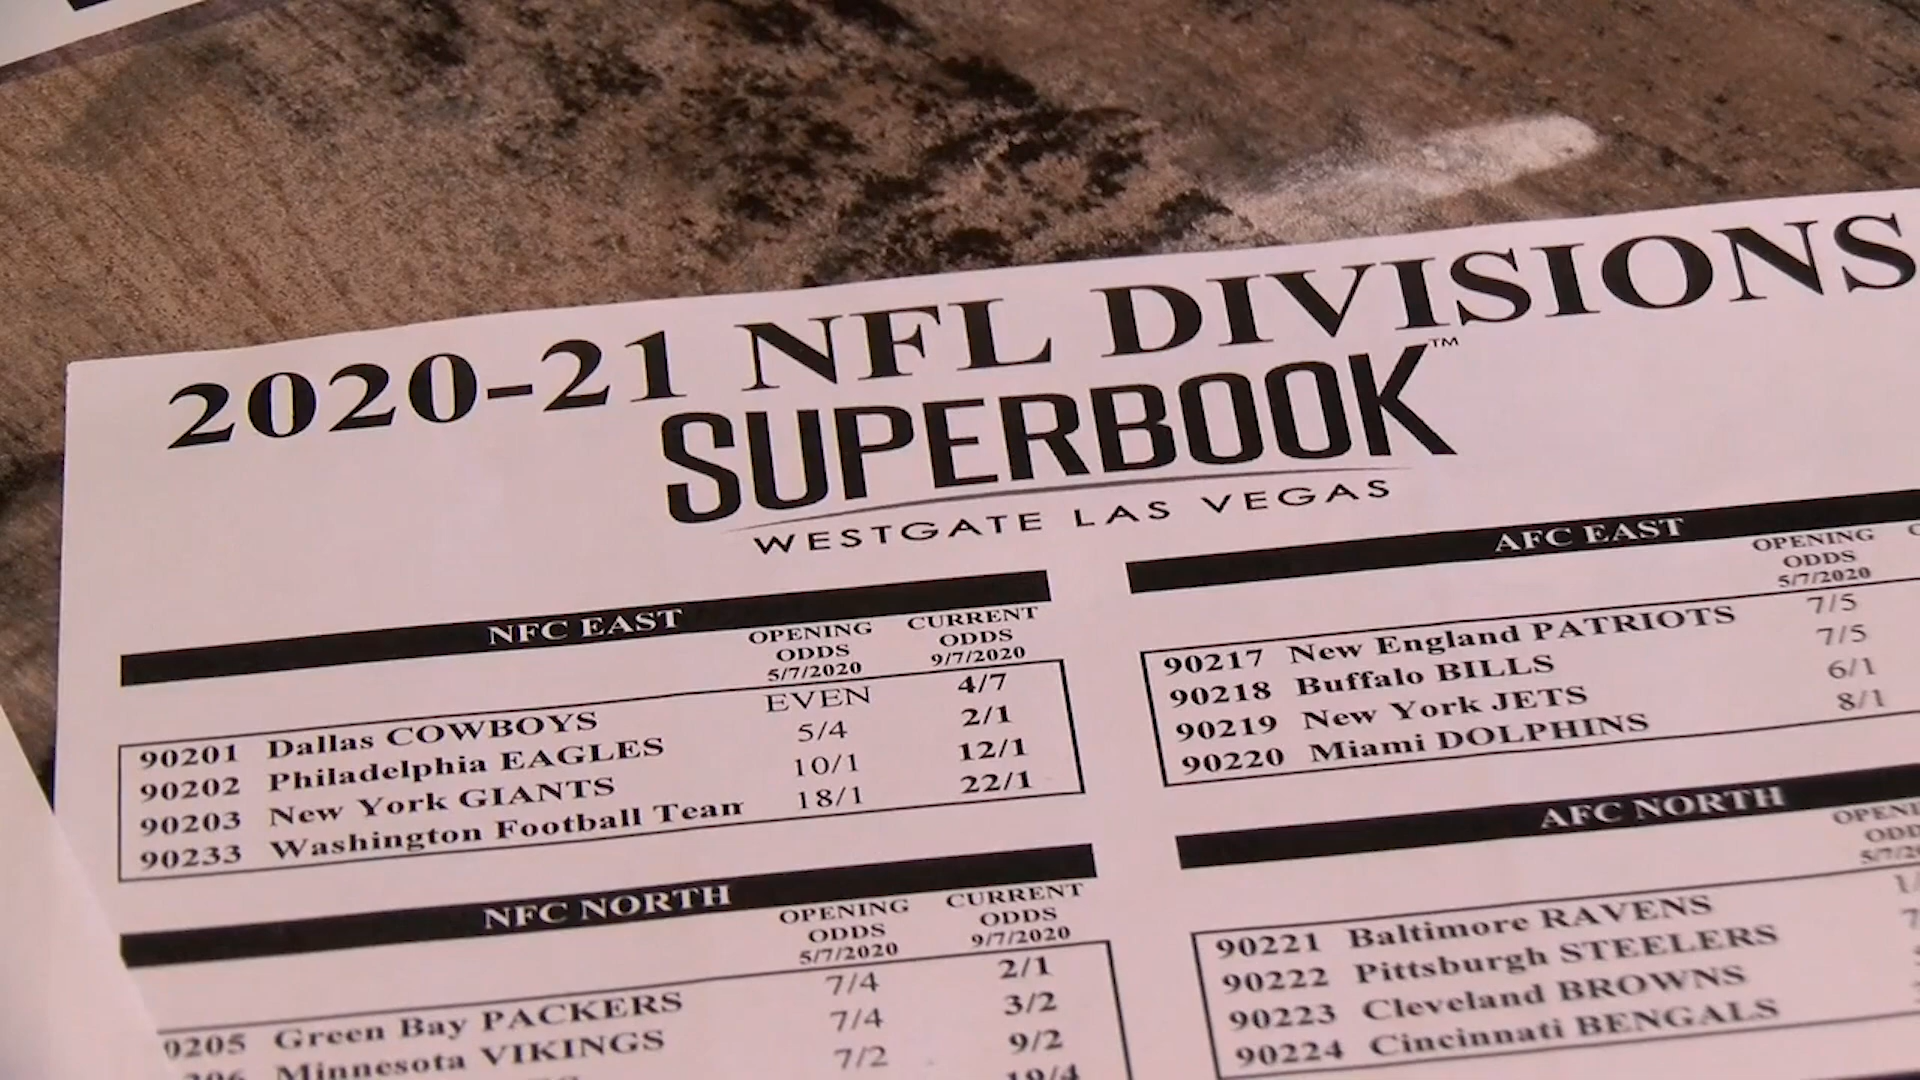 2020-21 NFL DIVISIONS
SUPERBOOK™
WESTGATE LAS VEGAS
NFC EAST
OPENING ODDS 5/7/2020
CURRENT ODDS 9/7/2020
90201 Dallas COWBOYS EVEN 4/7
90202 Philadelphia EAGLES 5/4 2/1
90203 New York GIANTS 10/1 12/1
90233 Washington Football Team 18/1 22/1
NFC NORTH
OPENING ODDS 5/7/2020
CURRENT ODDS 9/7/2020
0205 Green Bay PACKERS 7/4 2/1
Minnesota VIKINGS 7/4 3/2
7/2 9/2
19/4
AFC EAST
OPENING ODDS 5/7/2020
90217 New England PATRIOTS 7/5
90218 Buffalo BILLS 7/5
90219 New York JETS 6/1
90220 Miami DOLPHINS 8/1
AFC NORTH
90221 Baltimore RAVENS
90222 Pittsburgh STEELERS
90223 Cleveland BROWNS
90224 Cincinnati BENGALS